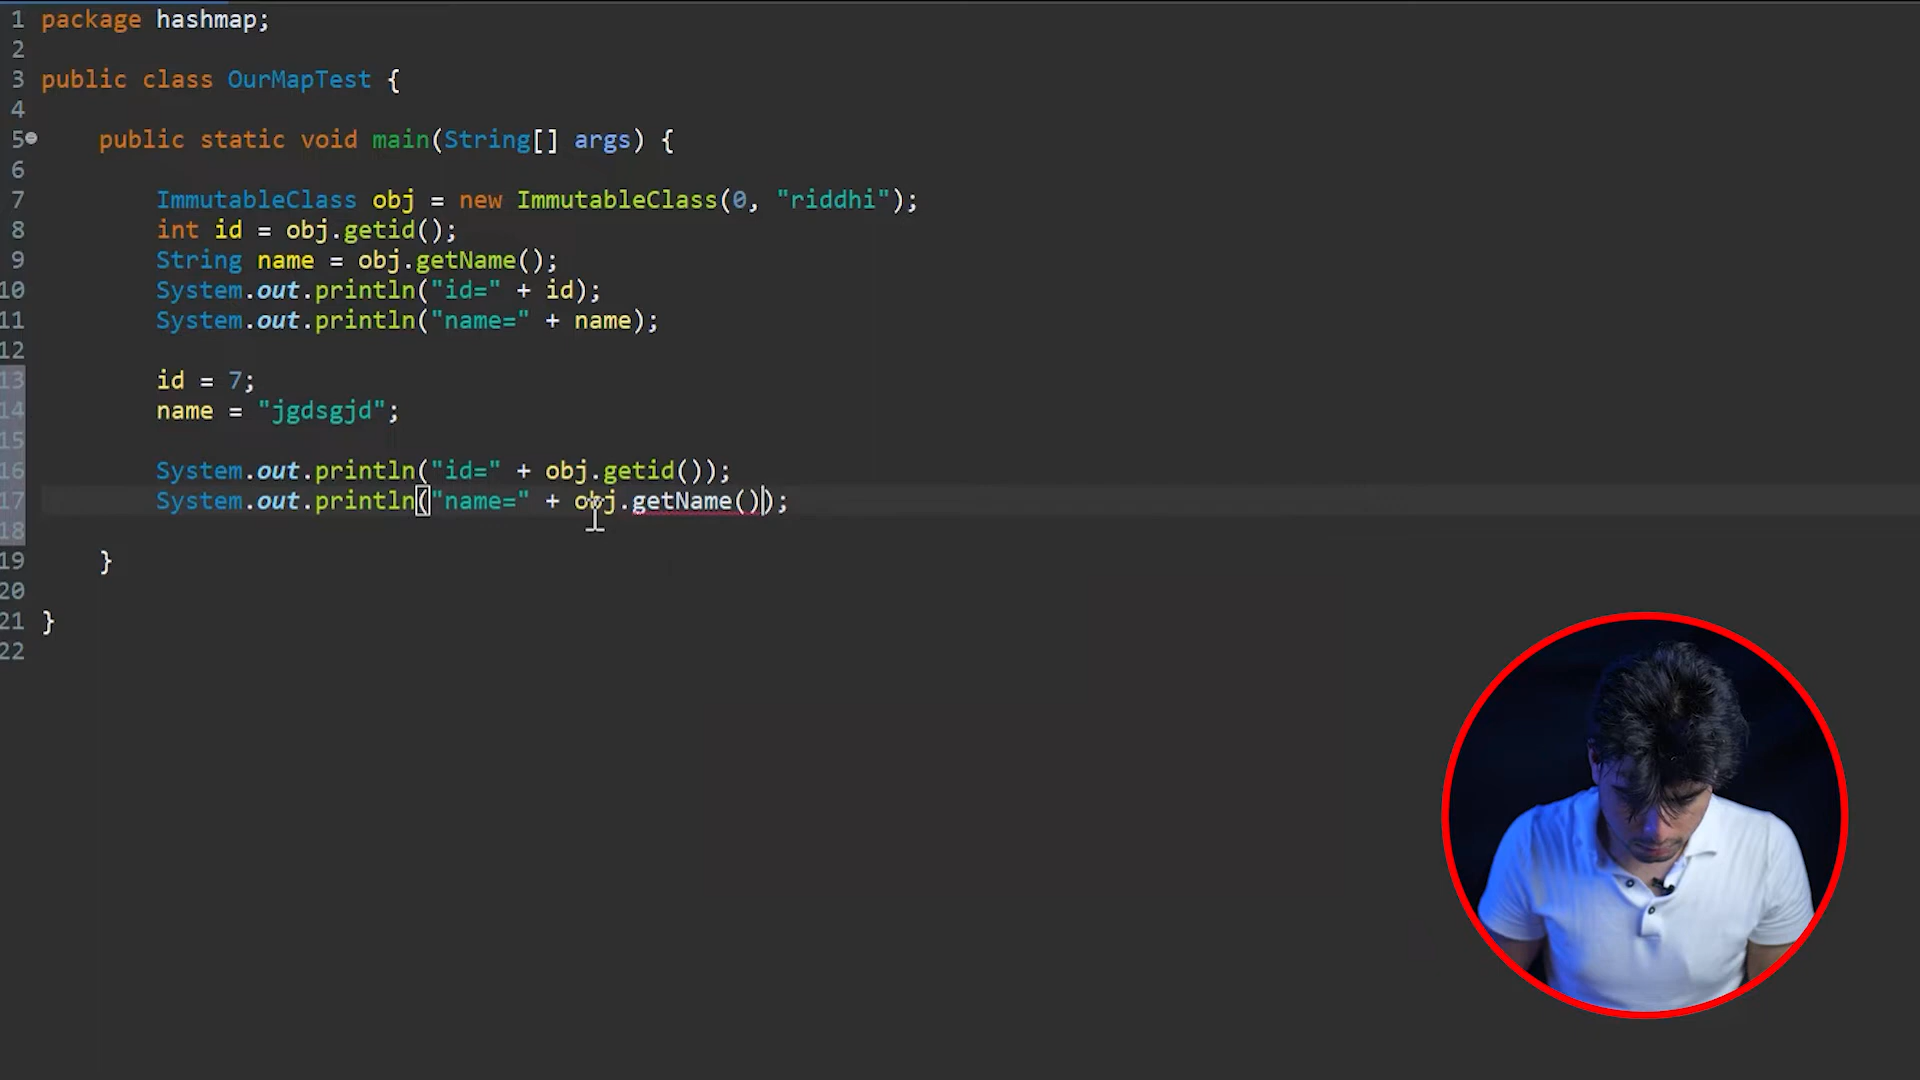 1 package hashmap;
2
3 public class OurMapTest {
4
5 public static void main(String[] args) {
6
7 ImmutableClass obj = new ImmutableClass(0, "riddhi");
8 int id = obj.getid();
9 String name = obj.getName();
10 System.out.println("id=" + id);
11 System.out.println("name=" + name);
12
13 id = 7;
14 name = "jgdsgjd";
15
16 System.out.println("id=" + obj.getid());
17 System.out.println("name=" + obj.getName());
18
19 }
20
21 }
22